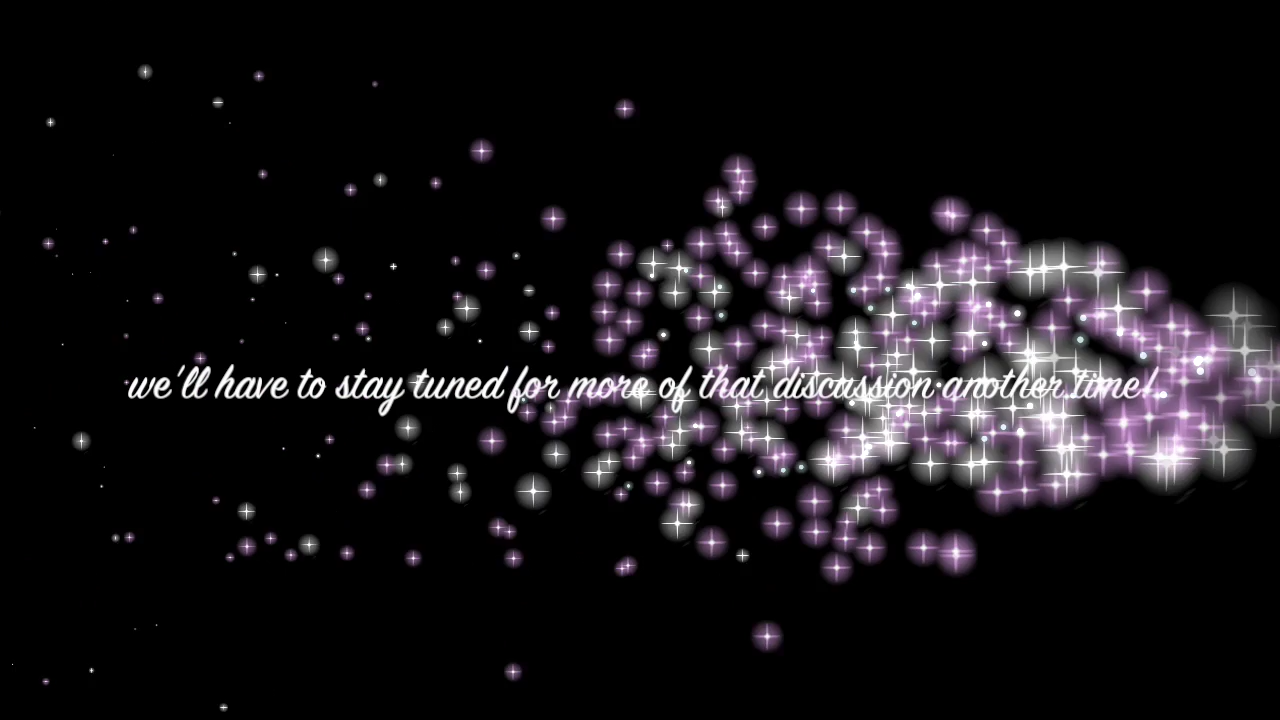 we'll have to stay tuned for more of that discussion another time!